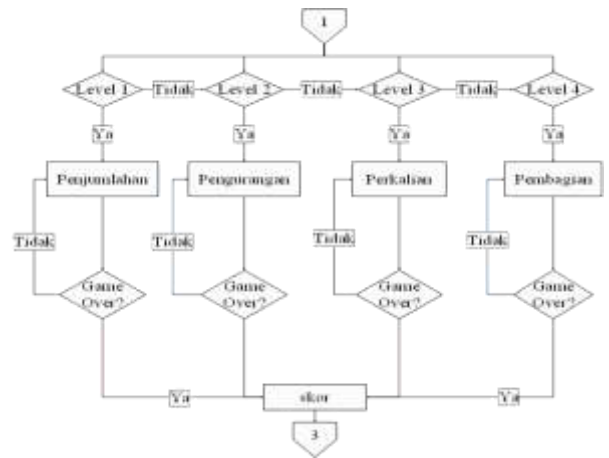 1
Level 1 Tidak Level 2 Tidak Level 3 Tidak Level 4
Ya Ya Ya Ya
Penjumlahan Pengurangan Perkalian Pembagian
Tidak Tidak Tidak Tidak
Game Game Game Game
Over? Over? Over? Over?
Ya skor Ya
3